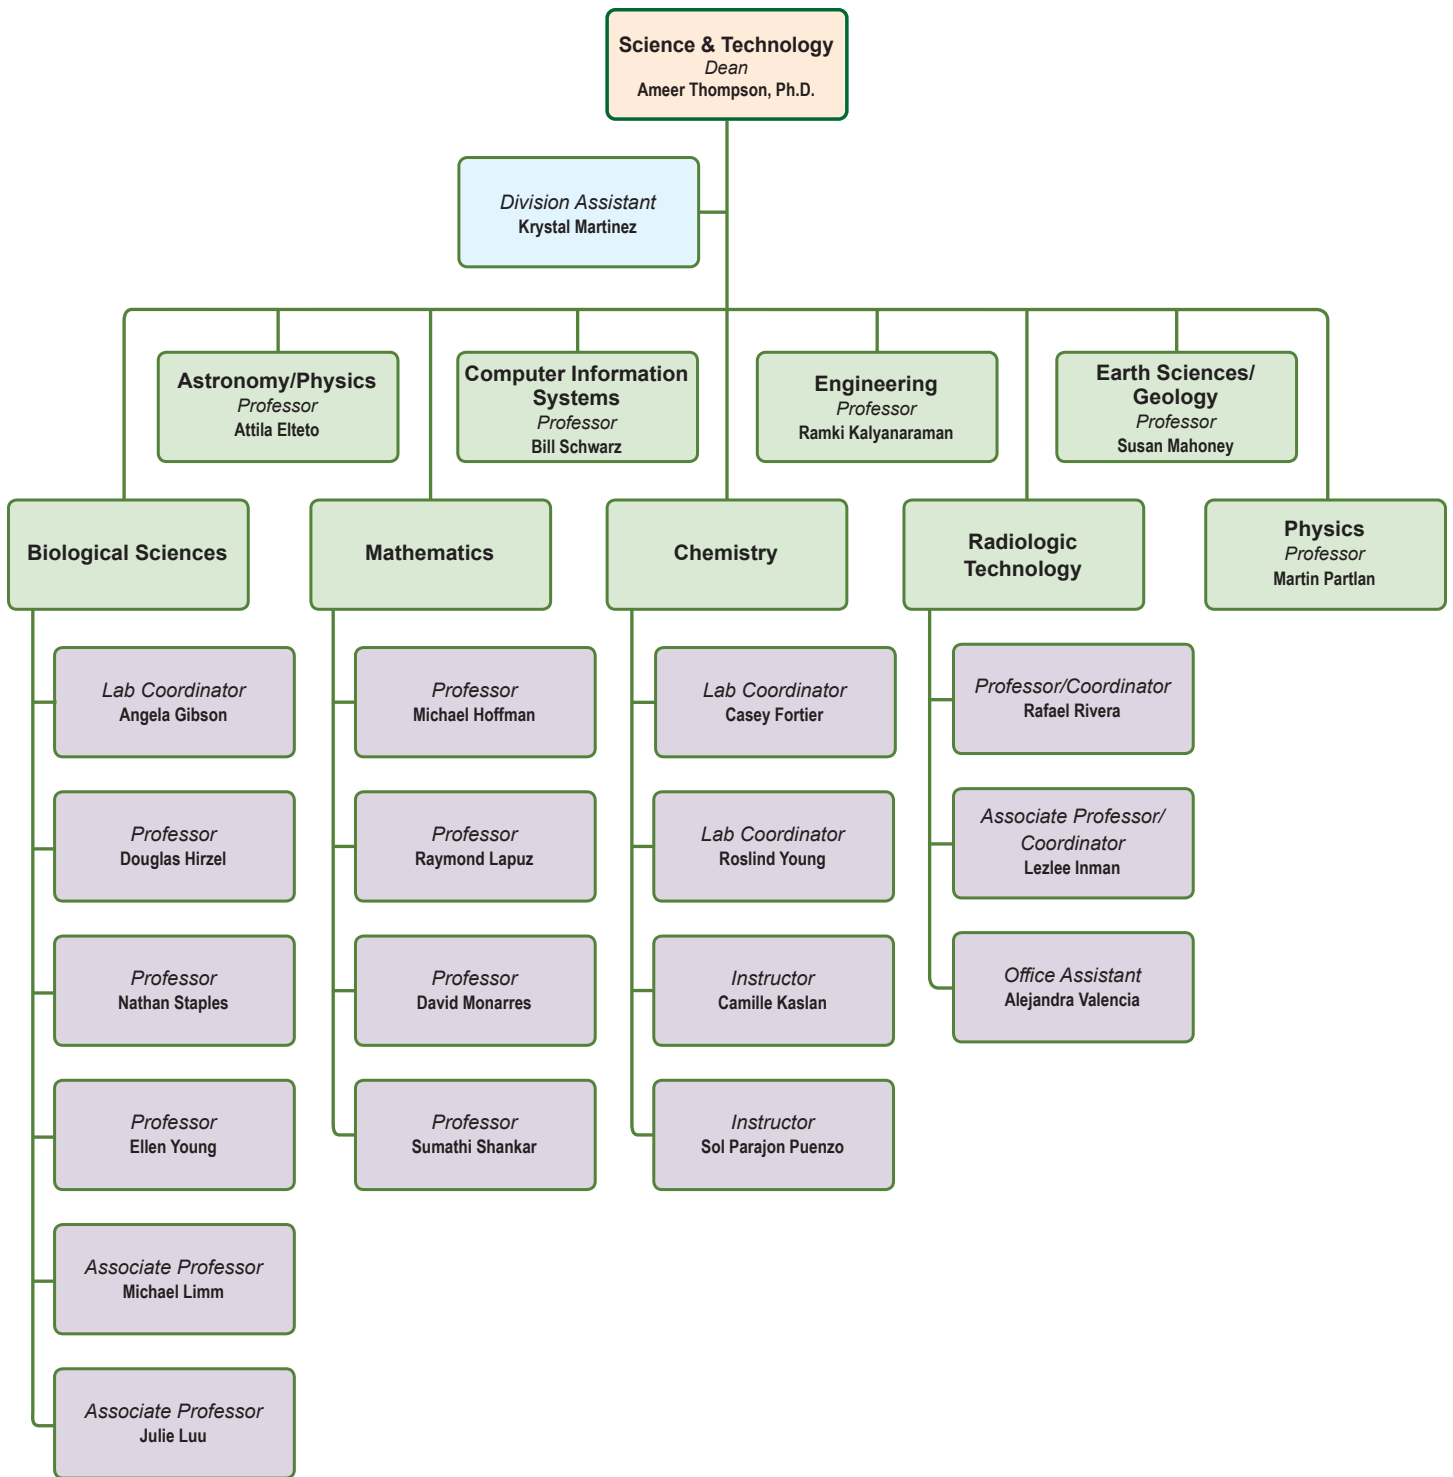 Science & Technology
Dean
Ameer Thompson, Ph.D.
Division Assistant
Krystal Martinez
Astronomy/Physics
Professor
Attila Elteto
Computer Information
Systems
Professor
Bill Schwarz
Engineering
Professor
Ramki Kalyanaraman
Earth Sciences/
Geology
Professor
Susan Mahoney
Biological Sciences
Mathematics
Chemistry
Radiologic
Technology
Physics
Professor
Martin Partlan
Lab Coordinator
Angela Gibson
Professor
Douglas Hirzel
Professor
Nathan Staples
Professor
Ellen Young
Associate Professor
Michael Limm
Associate Professor
Julie Luu
Professor
Michael Hoffman
Professor
Raymond Lapuz
Professor
David Monarres
Professor
Sumathi Shankar
Lab Coordinator
Casey Fortier
Lab Coordinator
Roslind Young
Instructor
Camille Kaslan
Instructor
Sol Parajon Puenzo
Professor/Coordinator
Rafael Rivera
Associate Professor/
Coordinator
Lezlee Inman
Office Assistant
Alejandra Valencia